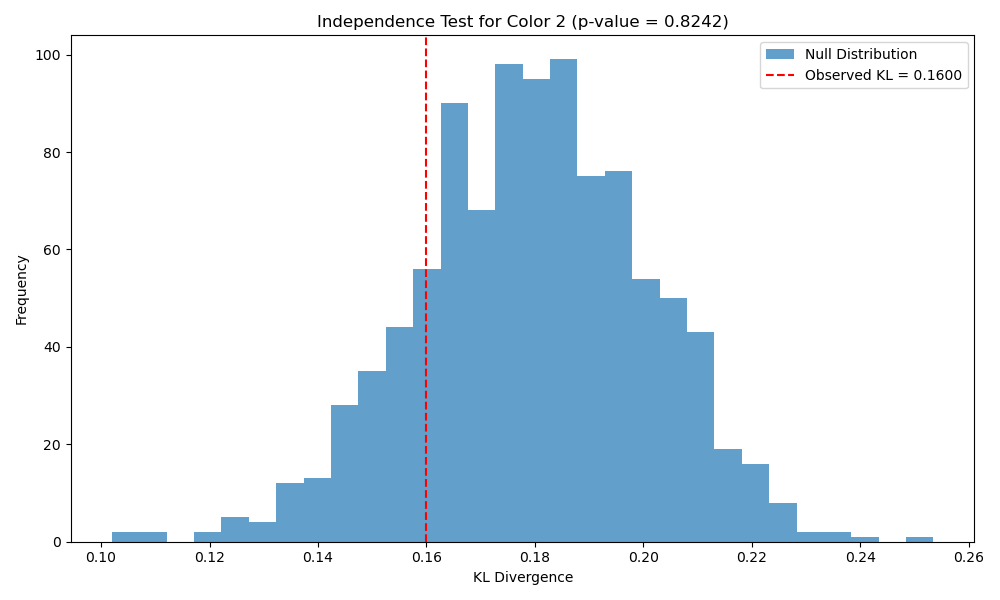 Independence Test for Color 2 (p-value = 0.8242)
Null Distribution
Observed KL = 0.1600
Frequency
100
80
60
40
20
0
0.10 0.12 0.14 0.16 0.18 0.20 0.22 0.24 0.26
KL Divergence